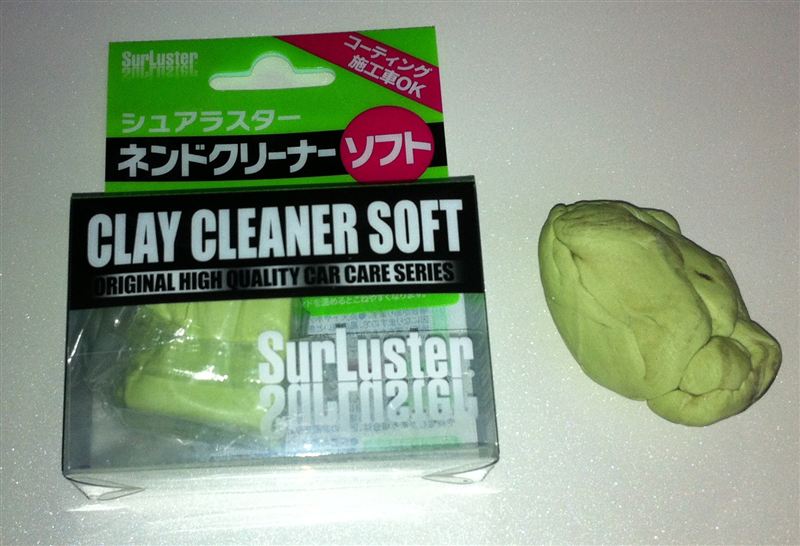 SurLuster
コーティング
施工車OK
シュアラスター
ネンドクリーナー ソフト
CLAY CLEANER SOFT
ORIGINAL HIGH QUALITY CAR CARE SERIES
SurLuster